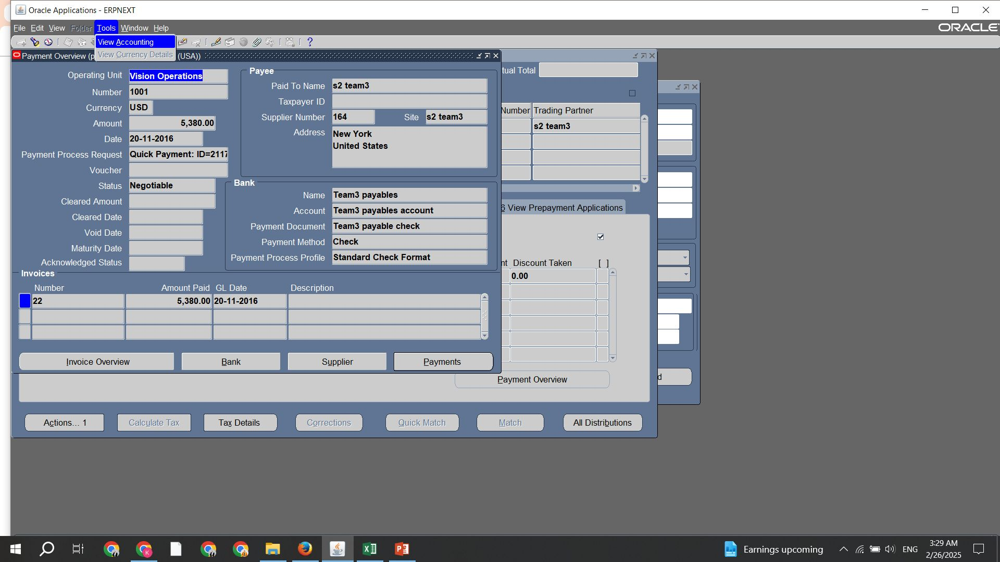 Oracle Applications - ERPNEXT
File Edit View Folder Tools Window Help
ORACLE
View Accounting
View Currency Details
Payment Overview (p
(USA))
Operating Unit Vision Operations
Number 1001
Currency USD
Amount 5,380.00
Date 20-11-2016
Payment Process Request Quick Payment: ID=2117
Voucher
Status Negotiable
Cleared Amount
Cleared Date
Void Date
Maturity Date
Acknowledged Status
Payee
Paid To Name s2 team3
Taxpayer ID
Supplier Number 164 Site s2 team3
Address New York
United States
Bank
Name Team3 payables
Account Team3 payables account
Payment Document Team3 payable check
Payment Method Check
Payment Process Profile Standard Check Format
Invoices
Number Amount Paid GL Date Description
22 5,380.00 20-11-2016
Invoice Overview Bank Supplier Payments
tual Total
Number Trading Partner
s2 team3
6 View Prepayment Applications
nt Discount Taken [ ]
0.00
Payment Overview
d
Actions... 1 Calculate Tax Tax Details Corrections Quick Match Match All Distributions
Earnings upcoming
ENG
3:29 AM
2/26/2025